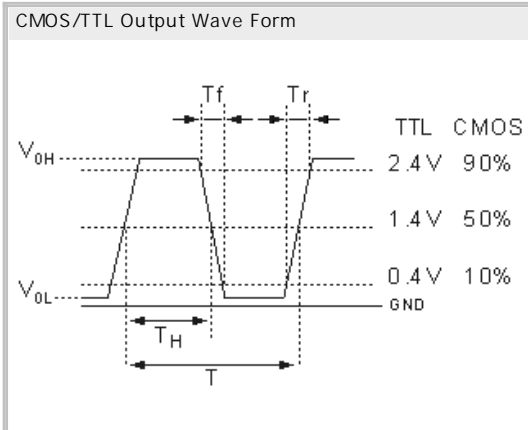 CMOS/TTL Output Wave Form
Tf Tr
TTL CMOS
V0H
2.4V 90%
1.4V 50%
0.4V 10%
V0L
GND
TH
T